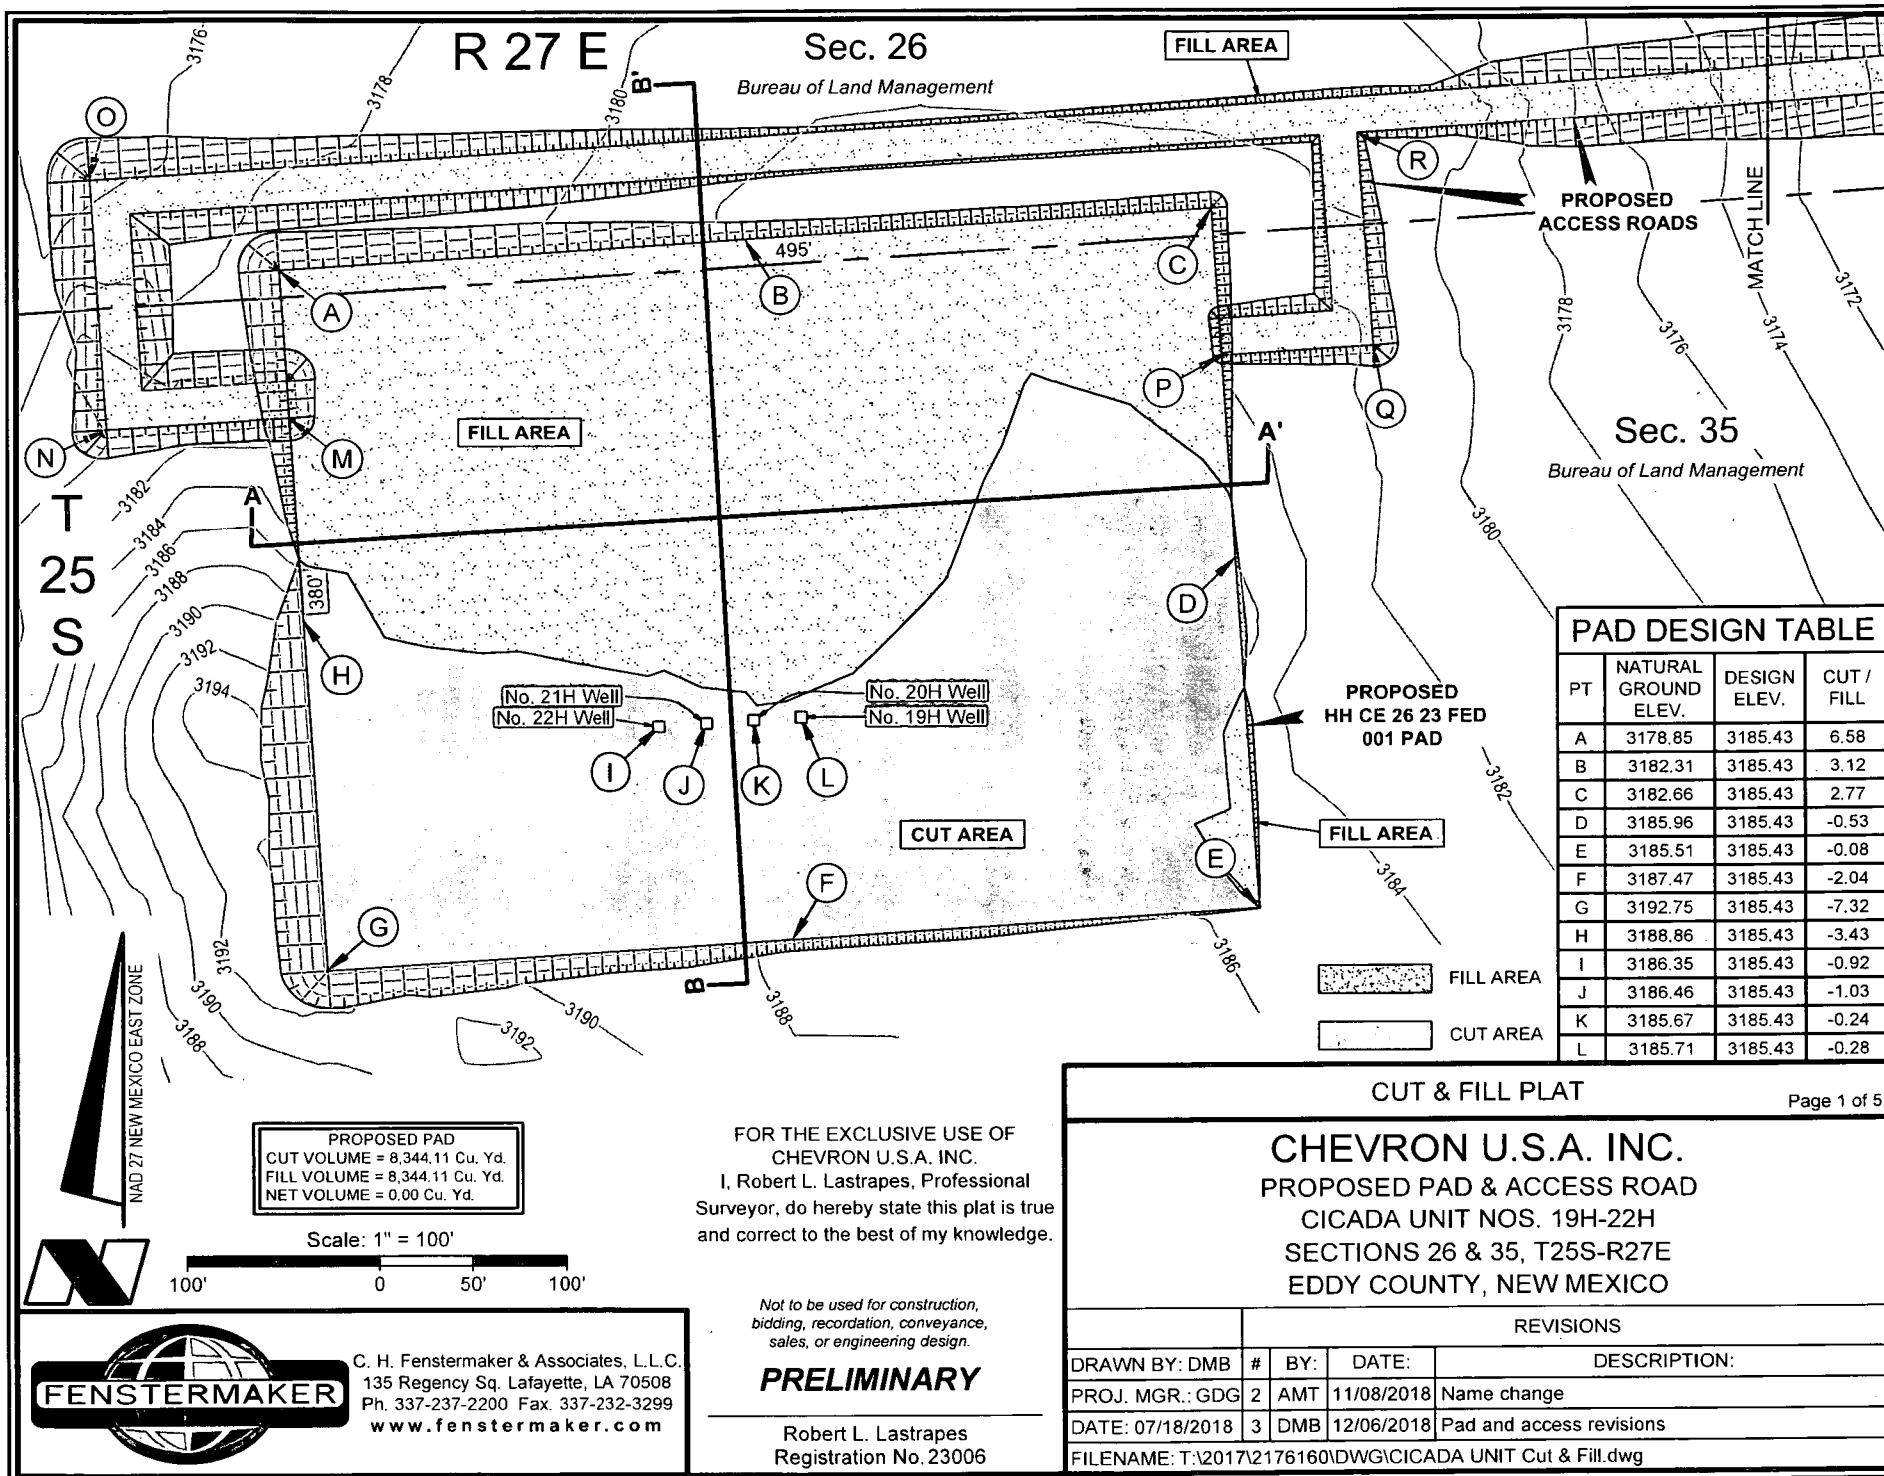 R 27 E
Sec. 26
Bureau of Land Management
FILL AREA
3176
3178
3180
B'
O
R
PROPOSED
ACCESS ROADS
MATCH LINE
495'
A
B
C
3178
3176
3174
3172
P
Q
FILL AREA
N
M
A'
Sec. 35
Bureau of Land Management
T
25
S
3182
3184
3186
3188
3190
3192
3194
A
380'
H
3180
D
No. 21H Well
No. 22H Well
No. 20H Well
No. 19H Well
I
J
K
L
PROPOSED
HH CE 26 23 FED
001 PAD
3182
CUT AREA
FILL AREA
E
F
G
3184
3186
3188
3190
3192
B
3192
3190
3188
FILL AREA
CUT AREA
PAD DESIGN TABLE
PT NATURAL GROUND ELEV. DESIGN ELEV. CUT / FILL
A 3178.85 3185.43 6.58
B 3182.31 3185.43 3.12
C 3182.66 3185.43 2.77
D 3185.96 3185.43 -0.53
E 3185.51 3185.43 -0.08
F 3187.47 3185.43 -2.04
G 3192.75 3185.43 -7.32
H 3188.86 3185.43 -3.43
I 3186.35 3185.43 -0.92
J 3186.46 3185.43 -1.03
K 3185.67 3185.43 -0.24
L 3185.71 3185.43 -0.28
NAD 27 NEW MEXICO EAST ZONE
PROPOSED PAD
CUT VOLUME = 8,344.11 Cu. Yd.
FILL VOLUME = 8,344.11 Cu. Yd.
NET VOLUME = 0.00 Cu. Yd.
Scale: 1" = 100'
100' 0 50' 100'
FOR THE EXCLUSIVE USE OF
CHEVRON U.S.A. INC.
I, Robert L. Lastrapes, Professional
Surveyor, do hereby state this plat is true
and correct to the best of my knowledge.
Not to be used for construction,
bidding, recordation, conveyance,
sales, or engineering design.
PRELIMINARY
Robert L. Lastrapes
Registration No. 23006
FENSTERMAKER
C. H. Fenstermaker & Associates, L.L.C.
135 Regency Sq. Lafayette, LA 70508
Ph. 337-237-2200 Fax. 337-232-3299
www.fenstermaker.com
CUT & FILL PLAT
Page 1 of 5
CHEVRON U.S.A. INC.
PROPOSED PAD & ACCESS ROAD
CICADA UNIT NOS. 19H-22H
SECTIONS 26 & 35, T25S-R27E
EDDY COUNTY, NEW MEXICO
REVISIONS
DRAWN BY: DMB # BY: DATE: DESCRIPTION:
PROJ. MGR.: GDG 2 AMT 11/08/2018 Name change
DATE: 07/18/2018 3 DMB 12/06/2018 Pad and access revisions
FILENAME: T:\2017\2176160\DWG\CICADA UNIT Cut & Fill.dwg